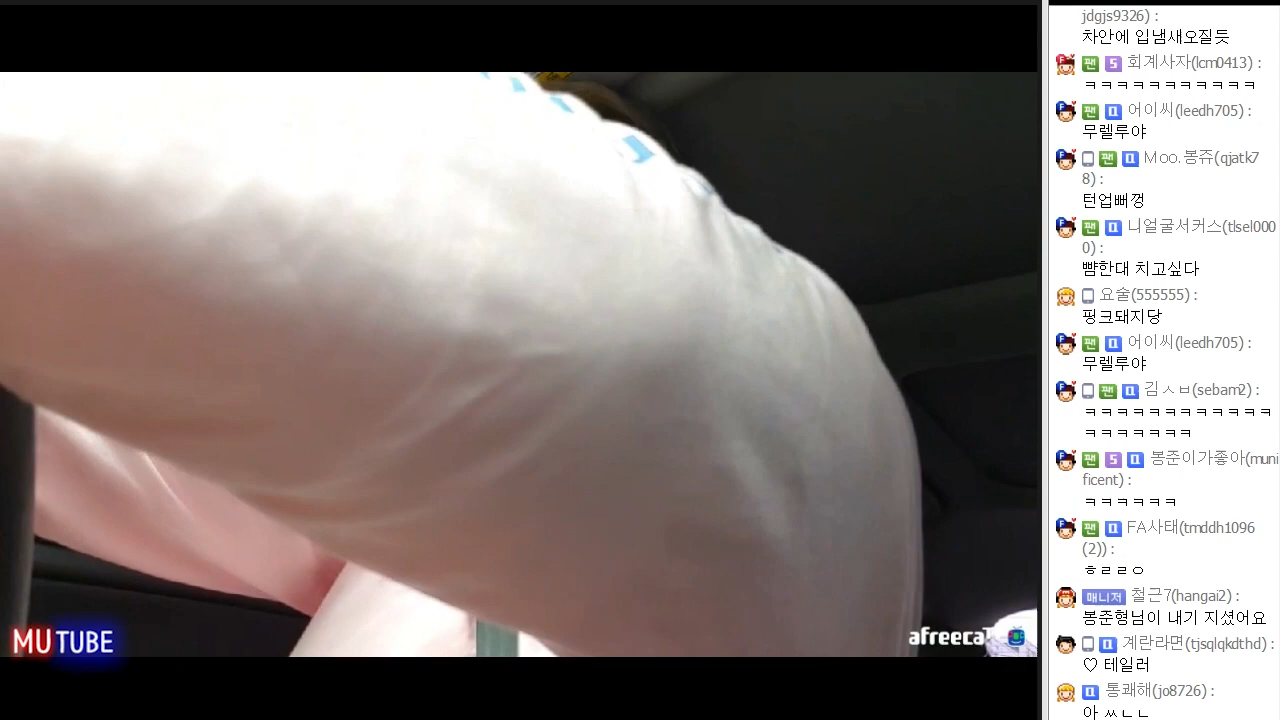 jdgjs9326) :
차안에 입냄새오질듯
팬 S 회계사자(lcm0413) :
ㅋㅋㅋㅋㅋㅋㅋㅋㅋㅋㅋ
팬 어이씨(leedh705) :
무렐루야
팬 Moo.봉쥬(qjatk7
8) :
턴업뻐껑
팬 니얼굴서커스(tlsel000
0) :
뺨한대 치고싶다
요술(555555) :
핑크돼지당
팬 어이씨(leedh705) :
무렐루야
팬 김ㅅㅂ(sebam2) :
ㅋㅋㅋㅋㅋㅋㅋㅋㅋㅋㅋㅋ
ㅋㅋㅋㅋㅋㅋㅋ
팬 S 봉준이가좋아(muni
ficent) :
ㅋㅋㅋㅋㅋㅋ
팬 FA사태(tmddh1096
(2)) :
ㅎㄹㄹㅇ
매니저 철근7(hangai2) :
봉준형님이 내기 지셨어요
계란라면(tjsqlqkdthd) :
♡ 테일러
통쾌해(jo8726) :
아 ㅆㄴㄴ
MUTUBE
afreecaT